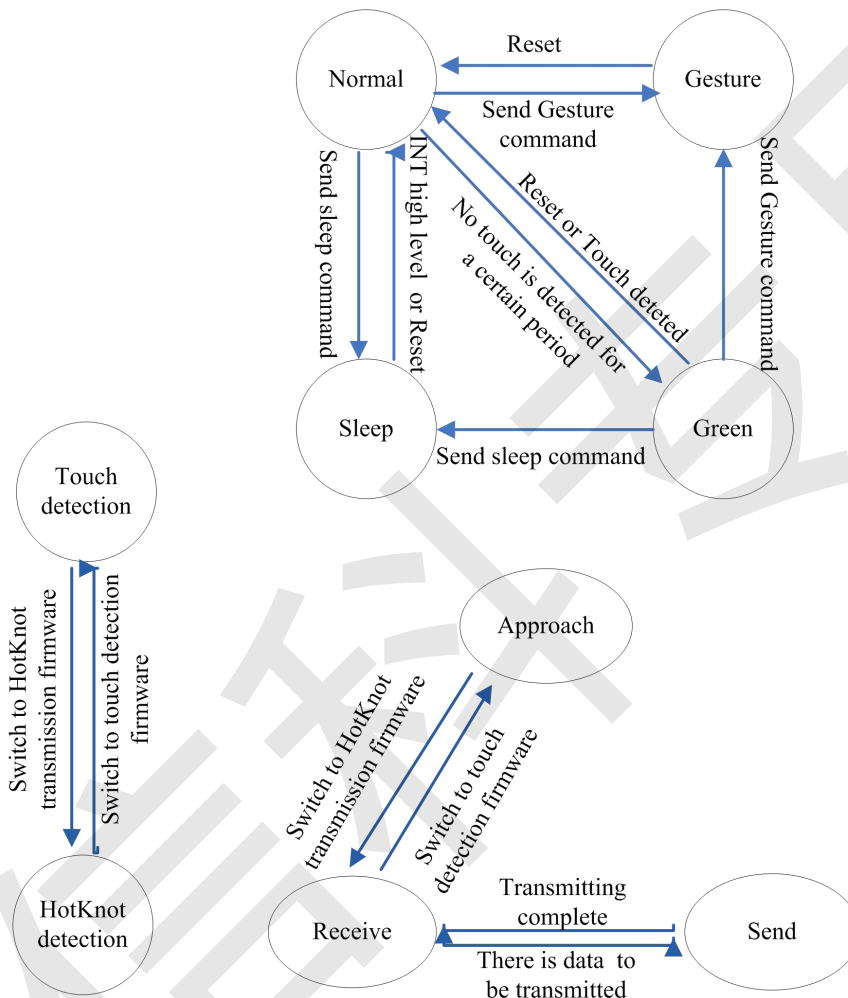 Reset
Normal
Gesture
Send Gesture
command
Send sleep command
INT high level or Reset
Reset or Touch deteted
No touch is detected for
a certain period
Send Gesture command
Sleep
Green
Send sleep command
Touch
detection
Switch to HotKnot
transmission firmware
Switch to touch detection
firmware
HotKnot
detection
Approach
Switch to HotKnot
transmission firmware
Switch to touch
detection firmware
Receive
Transmitting
complete
Send
There is data to
be transmitted